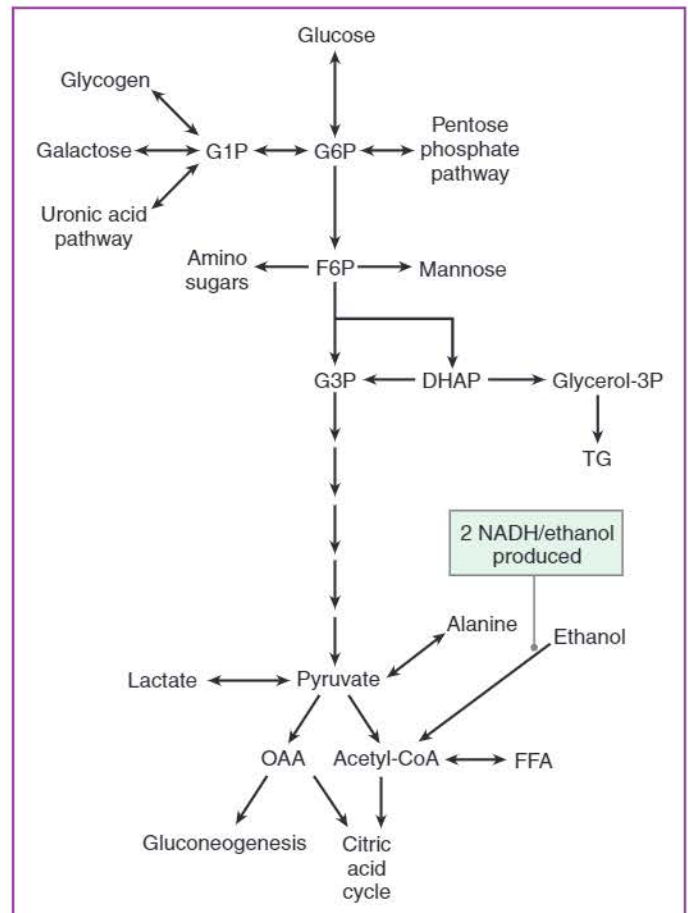 Glucose
Glycogen
Galactose
G1P
G6P
Pentose
phosphate
pathway
Uronic acid
pathway
Amino
sugars
F6P
Mannose
G3P
DHAP
Glycerol-3P
TG
2 NADH/ethanol
produced
Alanine
Ethanol
Lactate
Pyruvate
OAA
Acetyl-CoA
FFA
Gluconeogenesis
Citric
acid
cycle